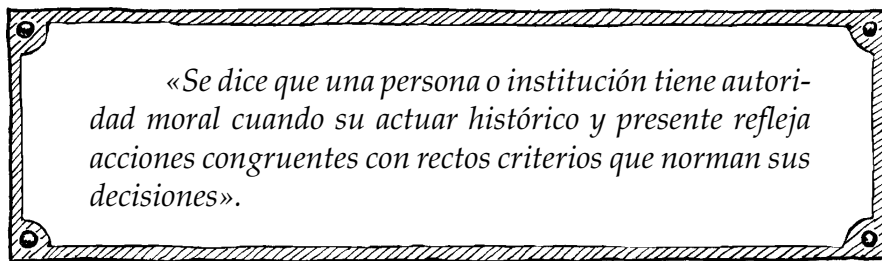 «Se dice que una persona o institución tiene autori-
dad moral cuando su actuar histórico y presente refleja
acciones congruentes con rectos criterios que norman sus
decisiones».